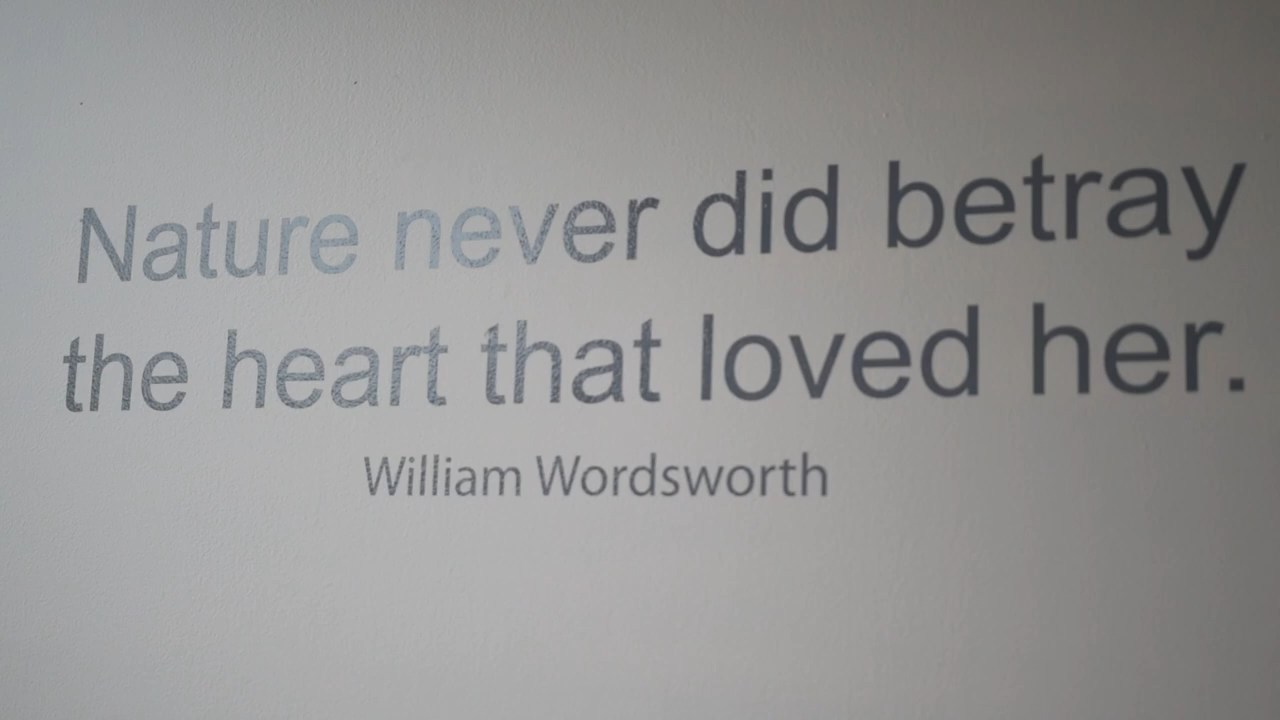 Nature never did betray
the heart that loved her.
William Wordsworth